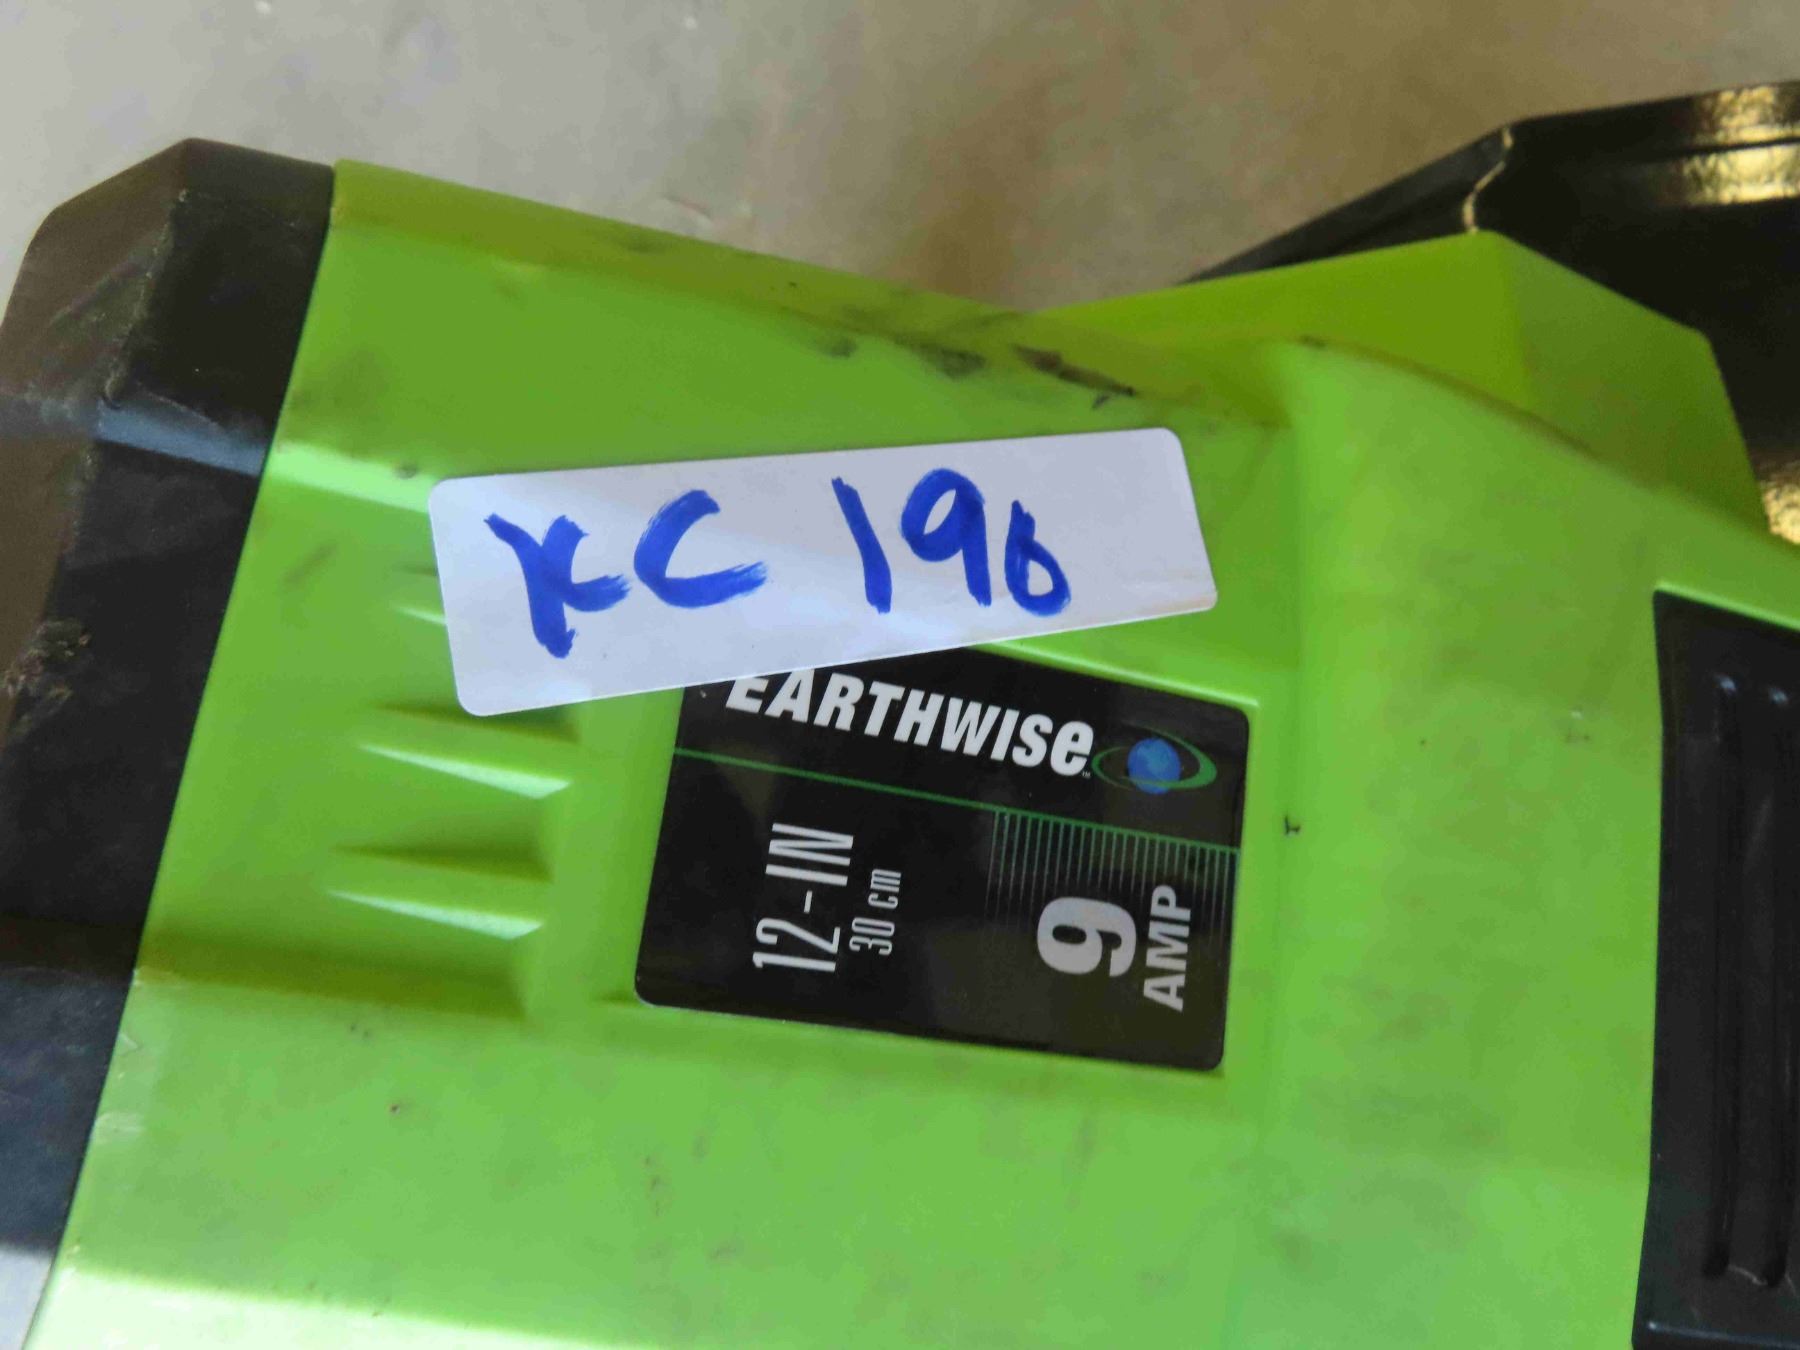 XC 196
EARTHWISE
12-IN
30 cm
9
AMP